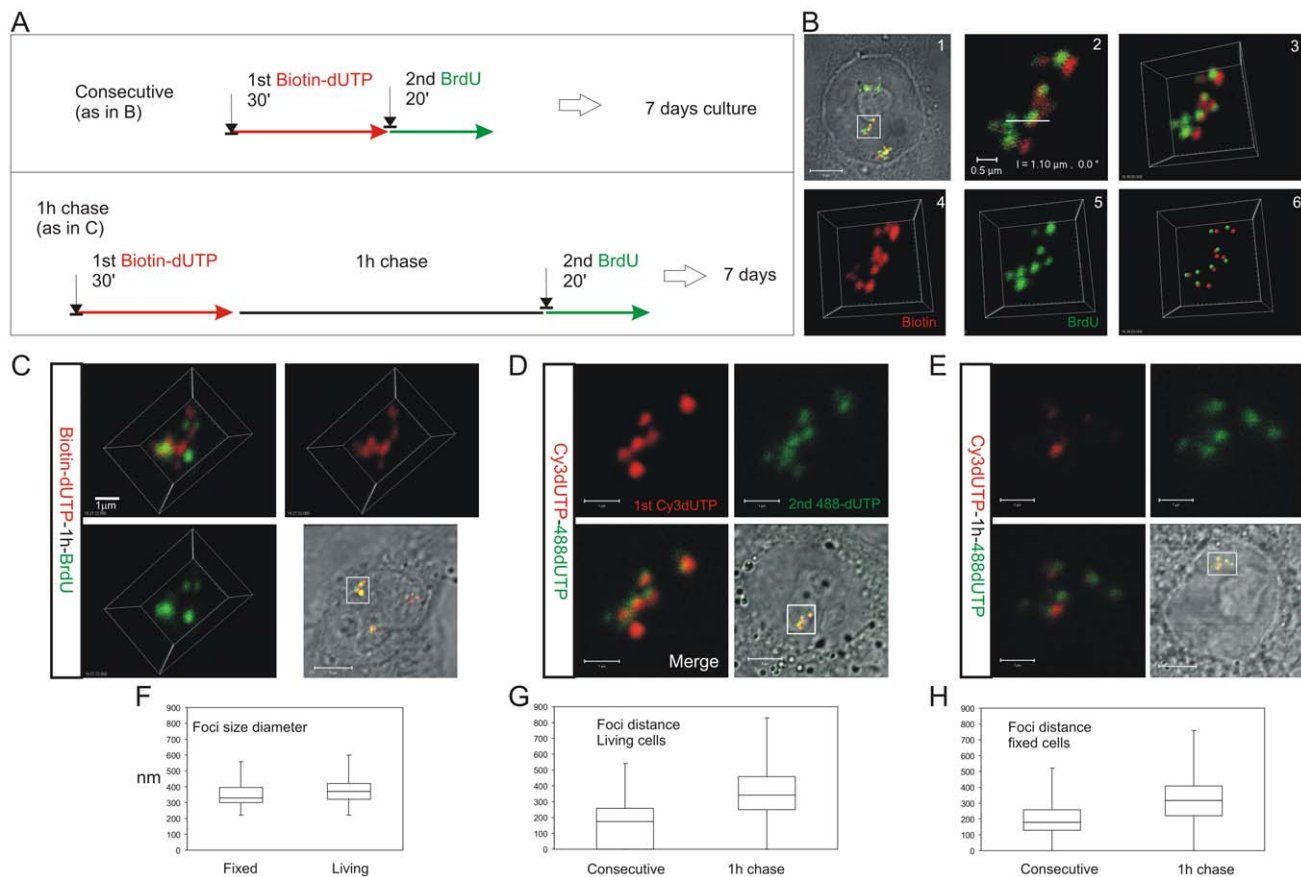 A
Consecutive
(as in B)
1st Biotin-dUTP
30'
2nd BrdU
20'
7 days culture
1h chase
(as in C)
1st Biotin-dUTP
30'
1h chase
2nd BrdU
20'
7 days
B
1
2
0.5 µm
l = 1.10 µm , 0.0°
3
4
Biotin
5
BrdU
6
C
Biotin-dUTP-1h-BrdU
1µm
D
Cy3dUTP-488dUTP
1st Cy3dUTP
2nd 488-dUTP
Merge
E
Cy3dUTP-1h-488dUTP
F
Foci size diameter
nm
900
800
700
600
500
400
300
200
100
0
Fixed
Living
G
Foci distance
Living cells
900
800
700
600
500
400
300
200
100
0
Consecutive
1h chase
H
Foci distance
fixed cells
900
800
700
600
500
400
300
200
100
0
Consecutive
1h chase